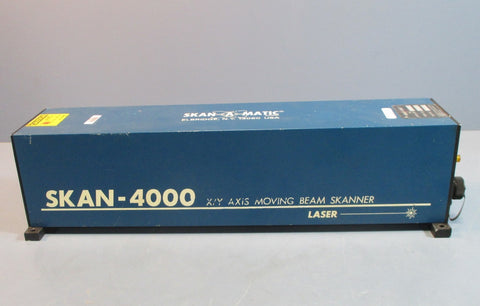 SKAN-A-MATIC
ELBRIDGE, N.Y. 13060 USA
SKAN-4000 X/Y AXIS MOVING BEAM SKANNER
LASER